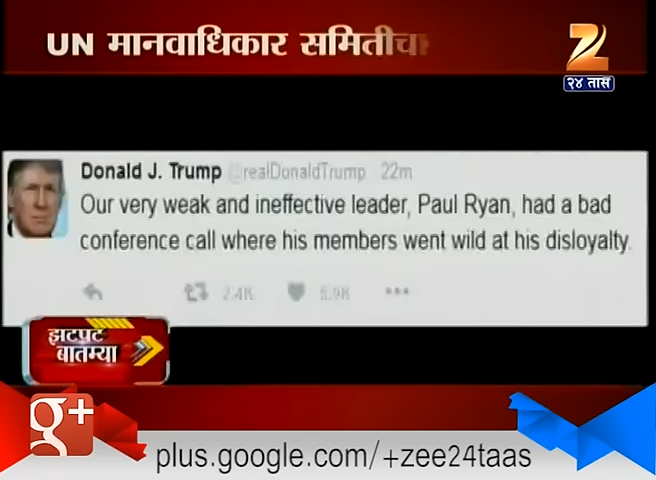 UN मानवाधिकार समितीचा
२४ तास
Donald J. Trump @realDonaldTrump 22m
Our very weak and ineffective leader, Paul Ryan, had a bad
conference call where his members went wild at his disloyalty.
2.4K 5.9K
झटपट
बातम्या
g+
plus.google.com/+zee24taas